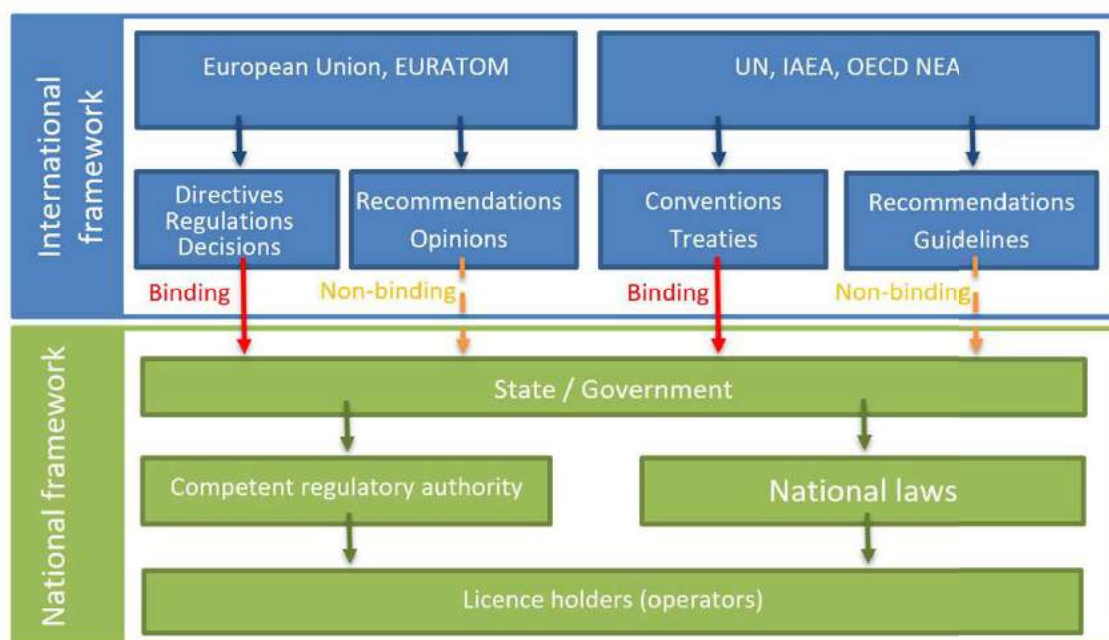 International
framework
European Union, EURATOM
UN, IAEA, OECD NEA
Directives
Regulations
Decisions
Recommendations
Opinions
Conventions
Treaties
Recommendations
Guidelines
Binding
Non-binding
Binding
Non-binding
National framework
State / Government
Competent regulatory authority
National laws
Licence holders (operators)